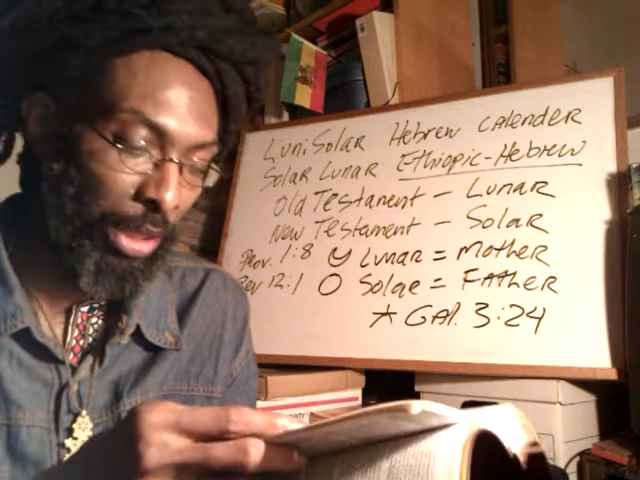 LuniSolar Hebrew calender
Solar Lunar Ethiopic-Hebrew
Old Testament – Lunar
New Testament – Solar
Prov. 1:8 Lunar = Mother
Rev 12:1 Solar = Father
* Gal. 3:24